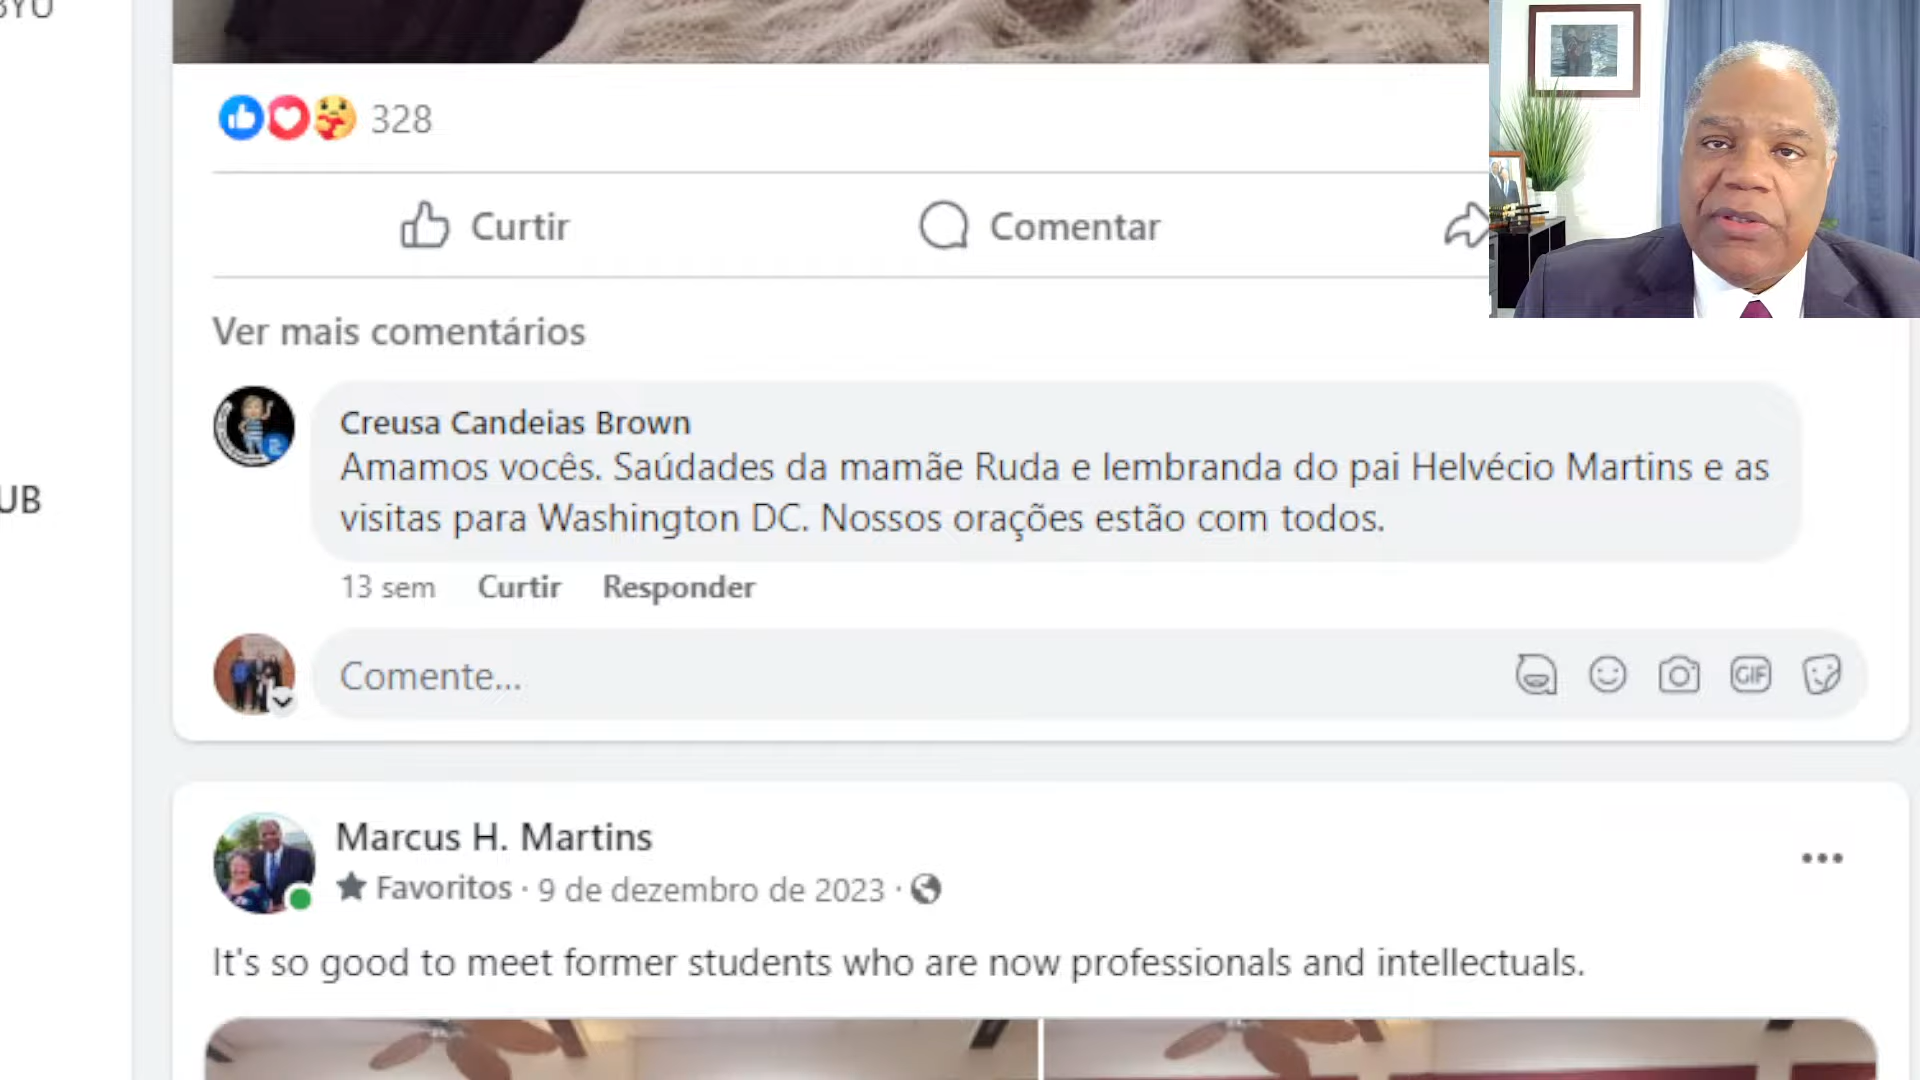 BYU
328
Curtir
Comentar
Ver mais comentários
Creusa Candeias Brown
Amamos vocês. Saúdades da mamãe Ruda e lembranda do pai Helvécio Martins e as
visitas para Washington DC. Nossos orações estão com todos.
UB
13 sem Curtir Responder
Comente...
GIF
Marcus H. Martins
Favoritos · 9 de dezembro de 2023 ·
It's so good to meet former students who are now professionals and intellectuals.